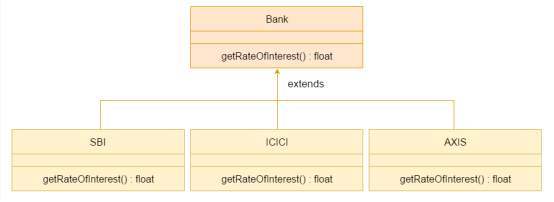 Bank
getRateOfInterest() : float
extends
SBI
ICICI
AXIS
getRateOfInterest() : float
getRateOfInterest() : float
getRateOfInterest() : float